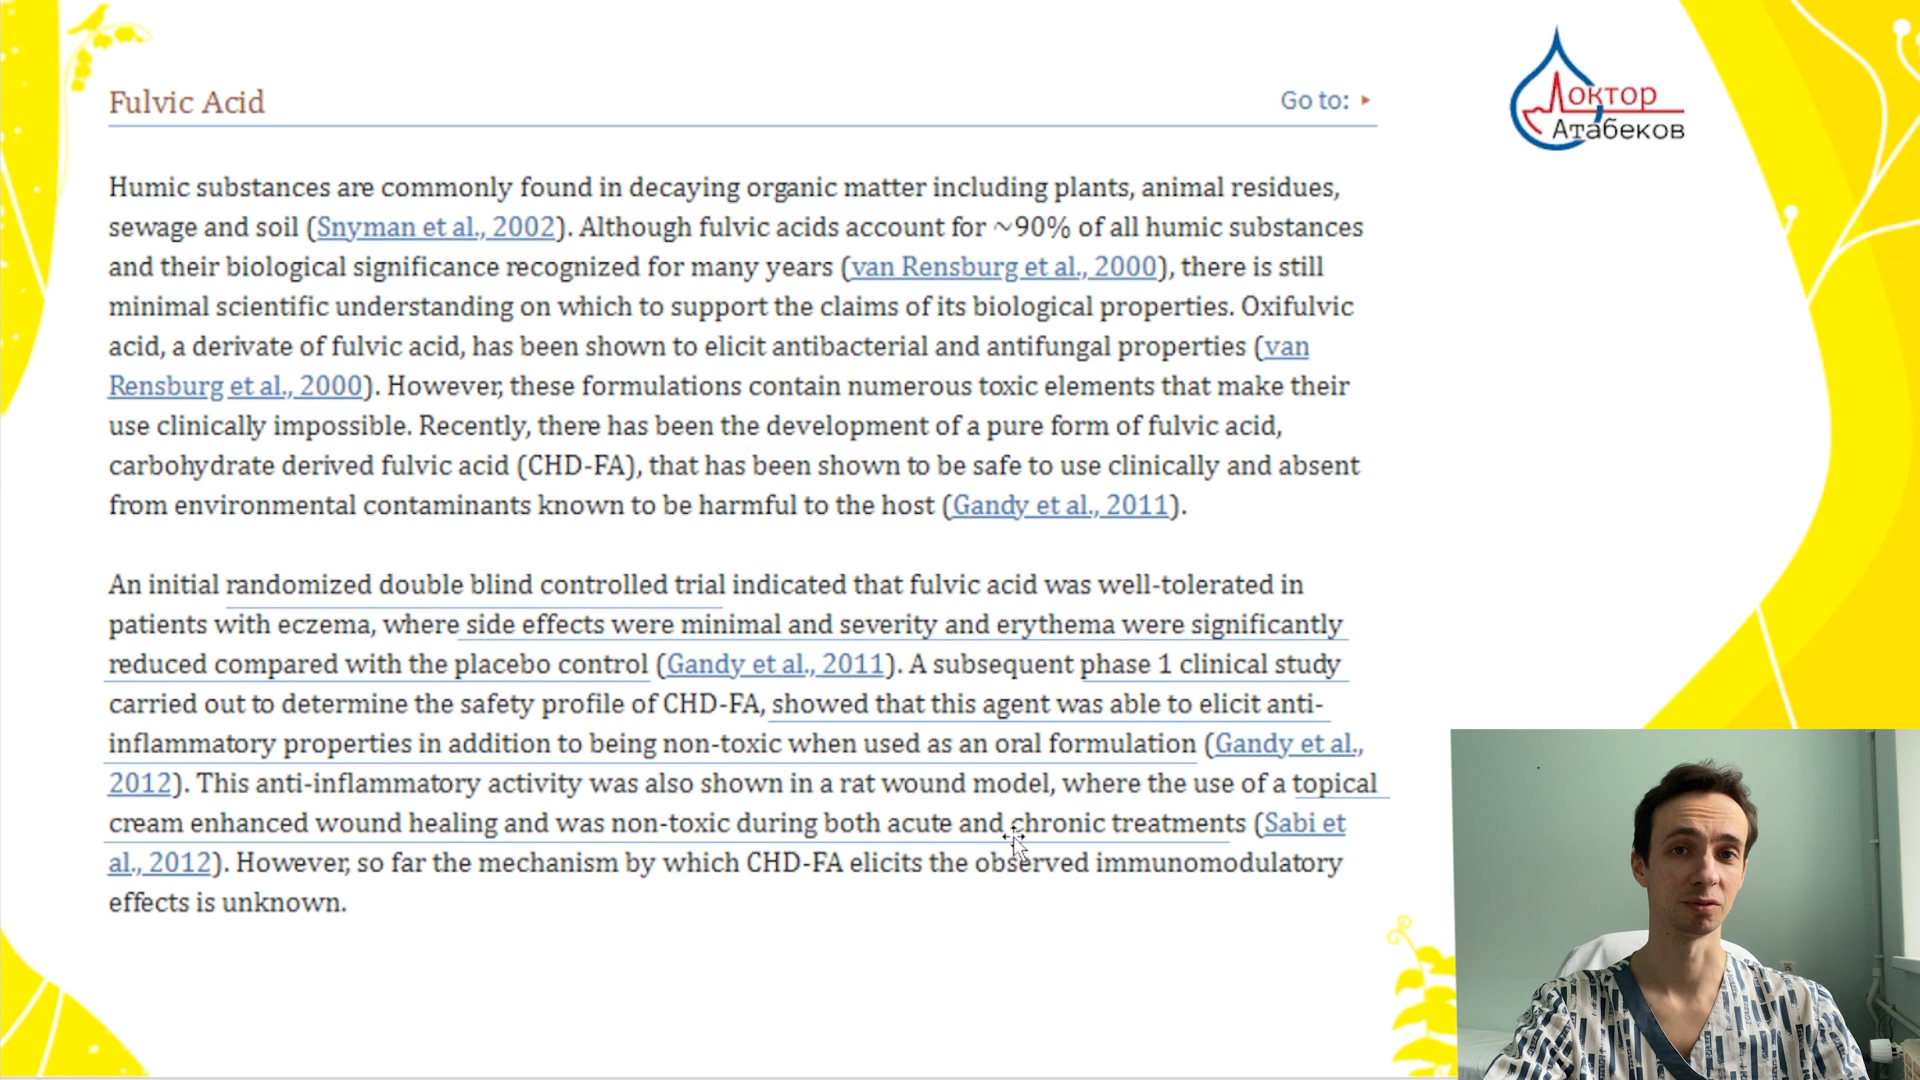 Fulvic Acid
Go to:
Доктор
Атабеков
Humic substances are commonly found in decaying organic matter including plants, animal residues,
sewage and soil (Snyman et al., 2002). Although fulvic acids account for ~90% of all humic substances
and their biological significance recognized for many years (van Rensburg et al., 2000), there is still
minimal scientific understanding on which to support the claims of its biological properties. Oxifulvic
acid, a derivate of fulvic acid, has been shown to elicit antibacterial and antifungal properties (van
Rensburg et al., 2000). However, these formulations contain numerous toxic elements that make their
use clinically impossible. Recently, there has been the development of a pure form of fulvic acid,
carbohydrate derived fulvic acid (CHD-FA), that has been shown to be safe to use clinically and absent
from environmental contaminants known to be harmful to the host (Gandy et al., 2011).
An initial randomized double blind controlled trial indicated that fulvic acid was well-tolerated in
patients with eczema, where side effects were minimal and severity and erythema were significantly
reduced compared with the placebo control (Gandy et al., 2011). A subsequent phase 1 clinical study
carried out to determine the safety profile of CHD-FA, showed that this agent was able to elicit anti-
inflammatory properties in addition to being non-toxic when used as an oral formulation (Gandy et al.,
2012). This anti-inflammatory activity was also shown in a rat wound model, where the use of a topical
cream enhanced wound healing and was non-toxic during both acute and chronic treatments (Sabi et
al., 2012). However, so far the mechanism by which CHD-FA elicits the observed immunomodulatory
effects is unknown.